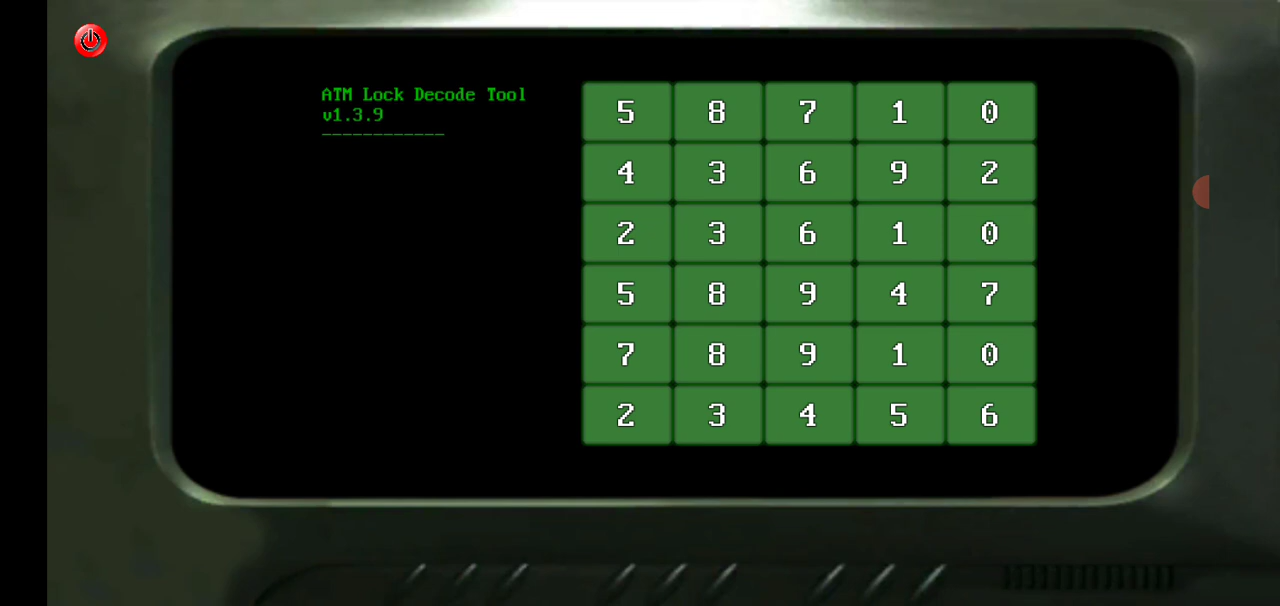 ATM Lock Decode Tool
v1.3.9
------------
5 8 7 1 0
4 3 6 9 2
2 3 6 1 0
5 8 9 4 7
7 8 9 1 0
2 3 4 5 6